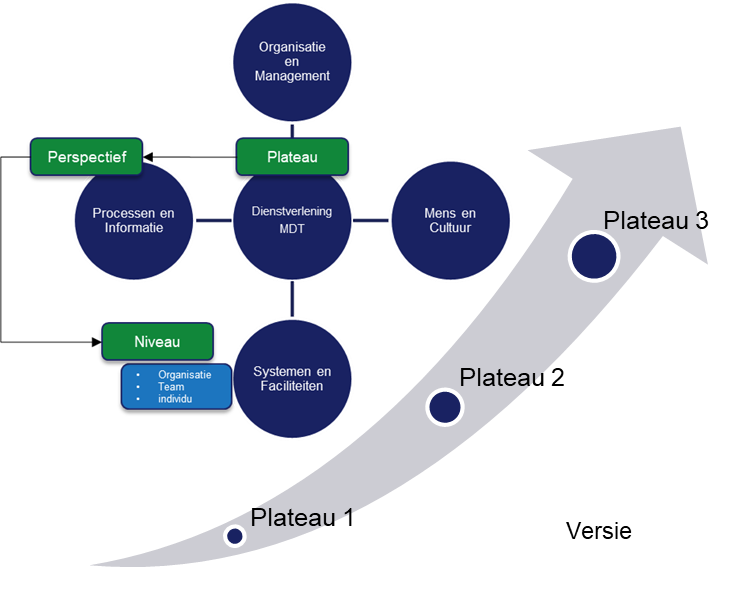 Organisatie
en
Management
Perspectief
Plateau
Processen en
Informatie
Dienstverlening
MDT
Mens en
Cultuur
Niveau
• Organisatie
• Team
• individu
Systemen en
Faciliteiten
Plateau 3
Plateau 2
Plateau 1
Versie